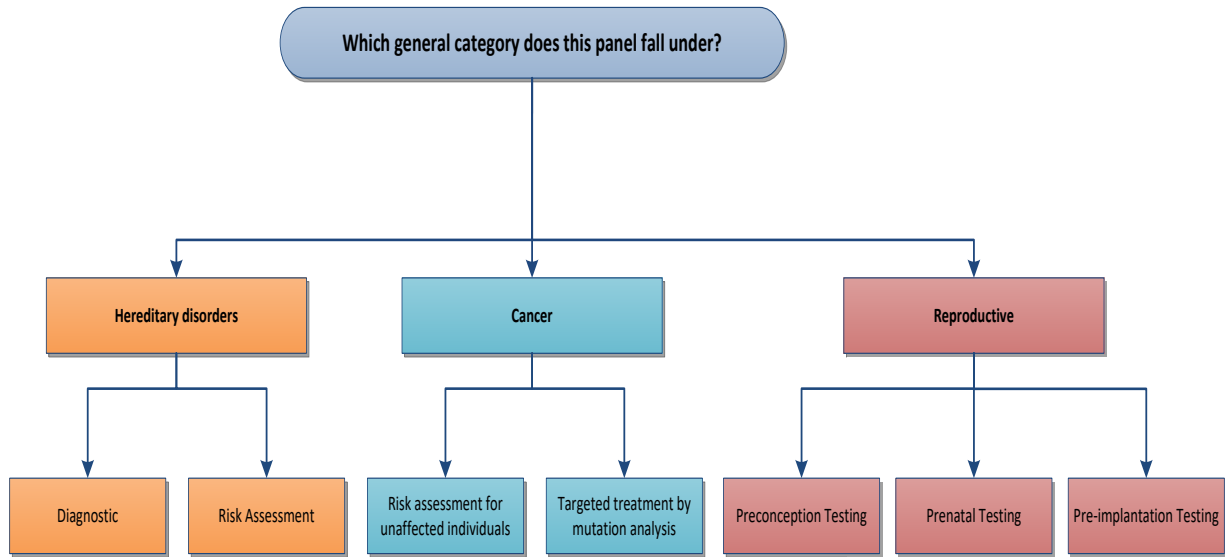 Which general category does this panel fall under?
Hereditary disorders
Cancer
Reproductive
Diagnostic
Risk Assessment
Risk assessment for
unaffected individuals
Targeted treatment by
mutation analysis
Preconception Testing
Prenatal Testing
Pre-implantation Testing